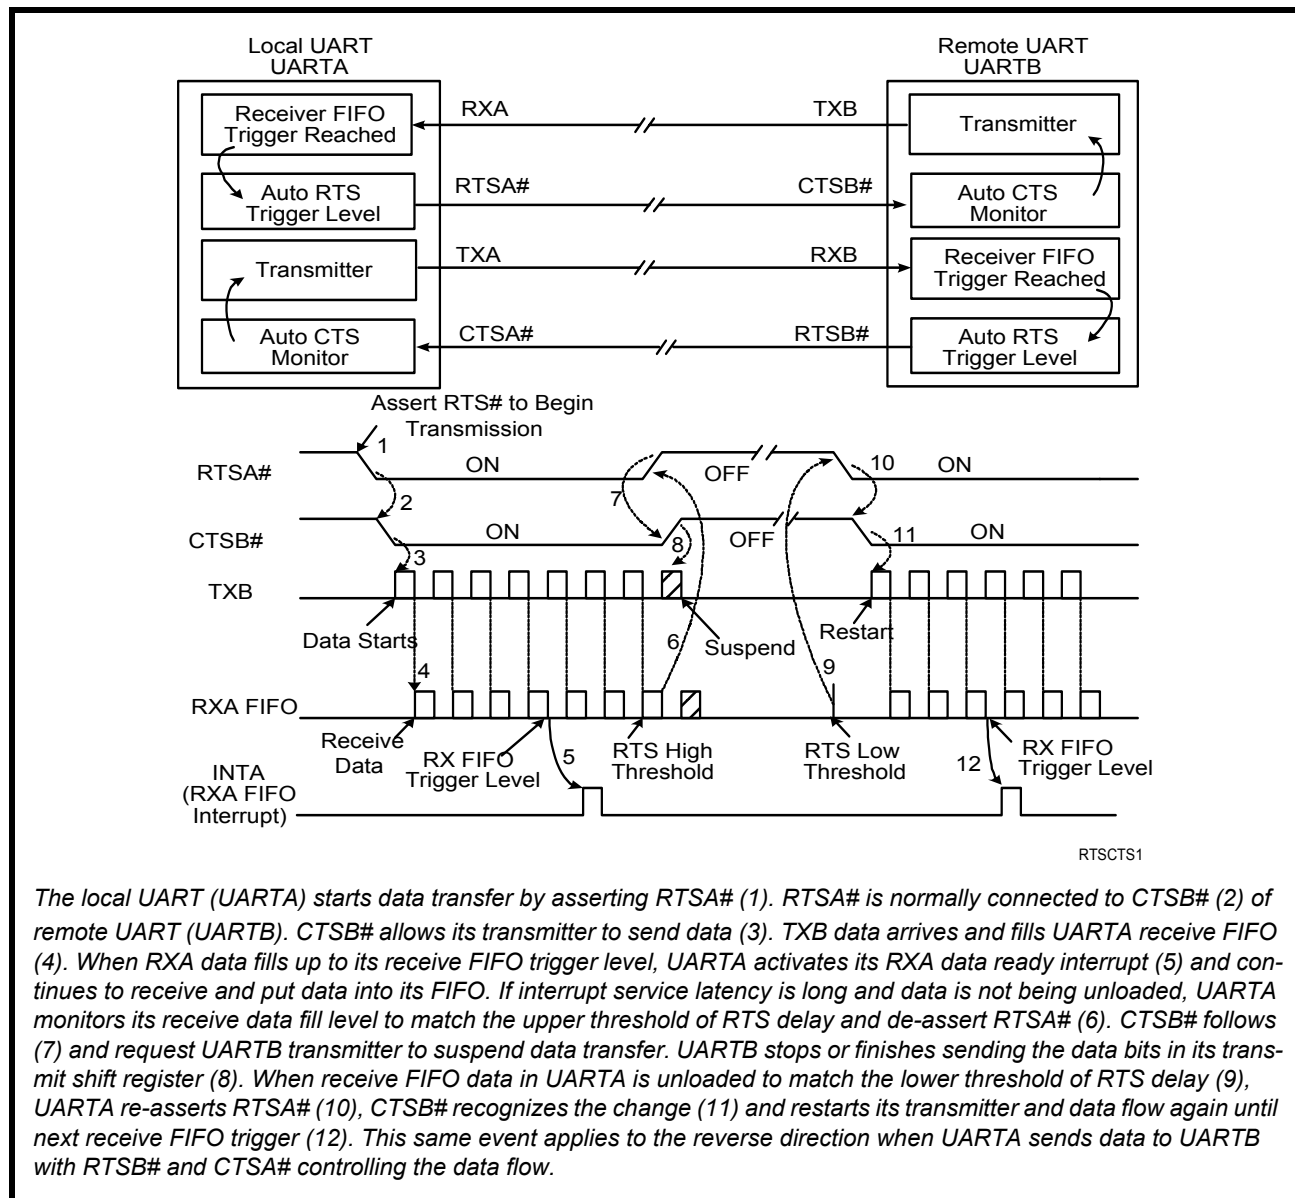 Local UART
UARTA
Remote UART
UARTB
Receiver FIFO
Trigger Reached
RXA
TXB
Transmitter
Auto RTS
Trigger Level
RTSA#
CTSB#
Auto CTS
Monitor
Transmitter
TXA
RXB
Receiver FIFO
Trigger Reached
Auto CTS
Monitor
CTSA#
RTSB#
Auto RTS
Trigger Level
Assert RTS# to Begin
Transmission
1
RTSA#
ON
OFF
10
ON
2
7
CTSB#
ON
OFF
11
ON
3
8
TXB
Data Starts
6
Suspend
Restart
4
9
RXA FIFO
Receive
Data
RX FIFO
Trigger Level
5
RTS High
Threshold
RTS Low
Threshold
12
RX FIFO
Trigger Level
INTA
(RXA FIFO
Interrupt)
RTSCTS1
The local UART (UARTA) starts data transfer by asserting RTSA# (1). RTSA# is normally connected to CTSB# (2) of
remote UART (UARTB). CTSB# allows its transmitter to send data (3). TXB data arrives and fills UARTA receive FIFO
(4). When RXA data fills up to its receive FIFO trigger level, UARTA activates its RXA data ready interrupt (5) and con-
tinues to receive and put data into its FIFO. If interrupt service latency is long and data is not being unloaded, UARTA
monitors its receive data fill level to match the upper threshold of RTS delay and de-assert RTSA# (6). CTSB# follows
(7) and request UARTB transmitter to suspend data transfer. UARTB stops or finishes sending the data bits in its trans-
mit shift register (8). When receive FIFO data in UARTA is unloaded to match the lower threshold of RTS delay (9),
UARTA re-asserts RTSA# (10), CTSB# recognizes the change (11) and restarts its transmitter and data flow again until
next receive FIFO trigger (12). This same event applies to the reverse direction when UARTA sends data to UARTB
with RTSB# and CTSA# controlling the data flow.